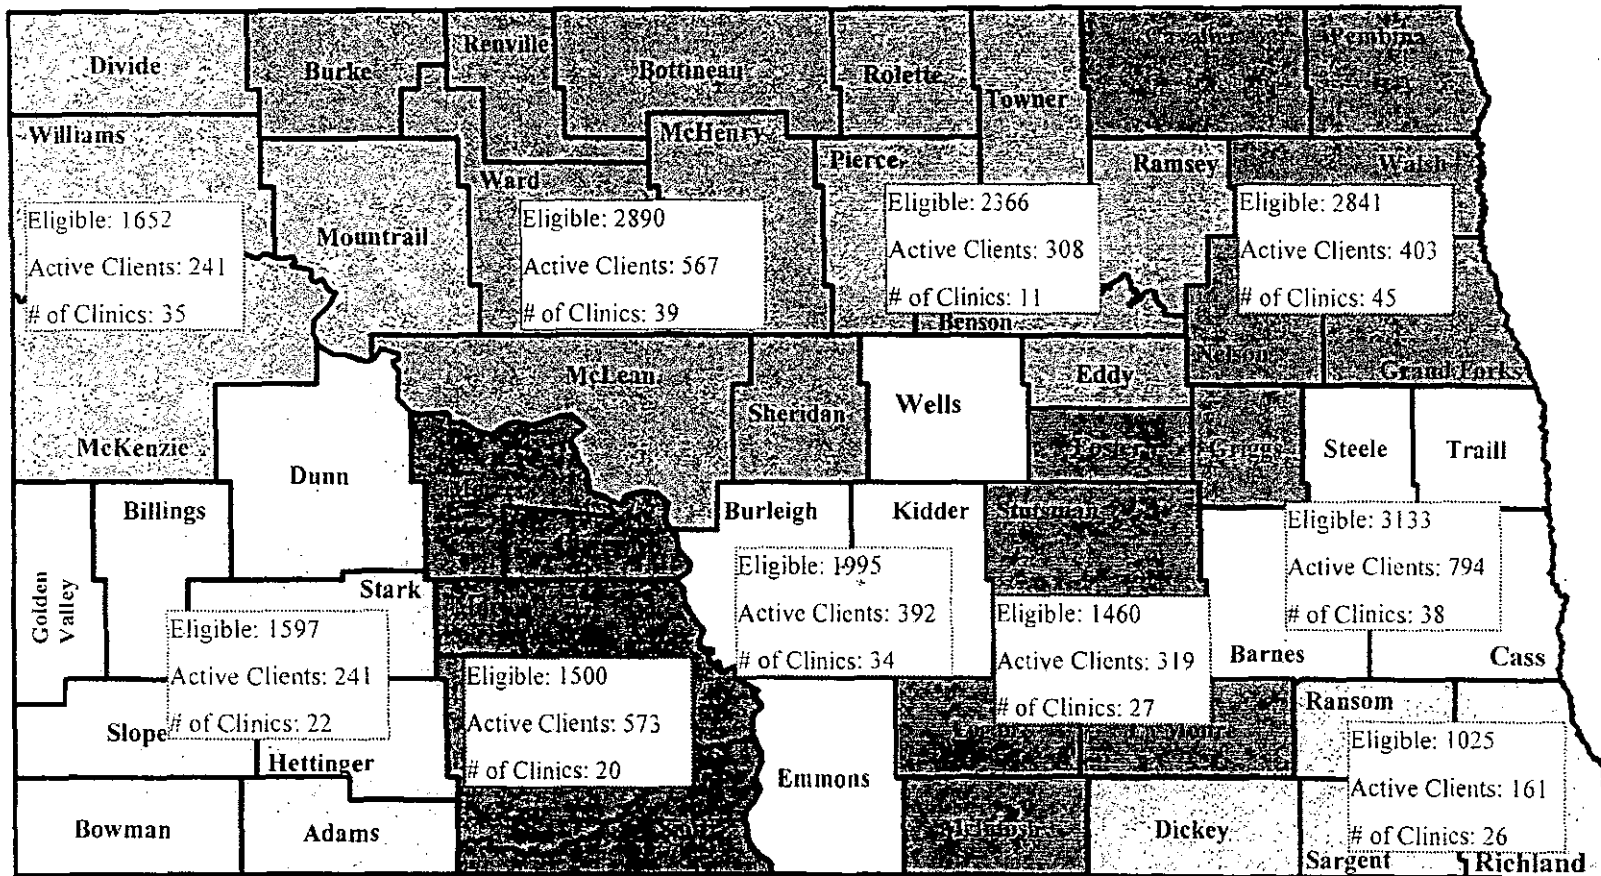 Divide
Burke
Renville
Bottineau
Rolette
Towner
Cavalier
Pembina
Williams
McHenry
Pierce
Ramsey
Walsh
Ward
Mountrail
Eligible: 1652
Active Clients: 241
# of Clinics: 35
Eligible: 2890
Active Clients: 567
# of Clinics: 39
Eligible: 2366
Active Clients: 308
# of Clinics: 11
Eligible: 2841
Active Clients: 403
# of Clinics: 45
Benson
Nelson
Grand Forks
McLean
Eddy
Sheridan
Wells
McKenzie
Dunn
Foster
Griggs
Steele
Traill
Billings
Burleigh
Kidder
Stutsman
Golden
Valley
Stark
Eligible: 1995
Active Clients: 392
# of Clinics: 34
Eligible: 3133
Active Clients: 794
# of Clinics: 38
Eligible: 1597
Active Clients: 241
# of Clinics: 22
Eligible: 1500
Active Clients: 573
# of Clinics: 20
Eligible: 1460
Active Clients: 319
# of Clinics: 27
Barnes
Cass
Slope
Hettinger
Emmons
Ransom
Eligible: 1025
Active Clients: 161
# of Clinics: 26
Bowman
Adams
Dickey
Sargent
Richland